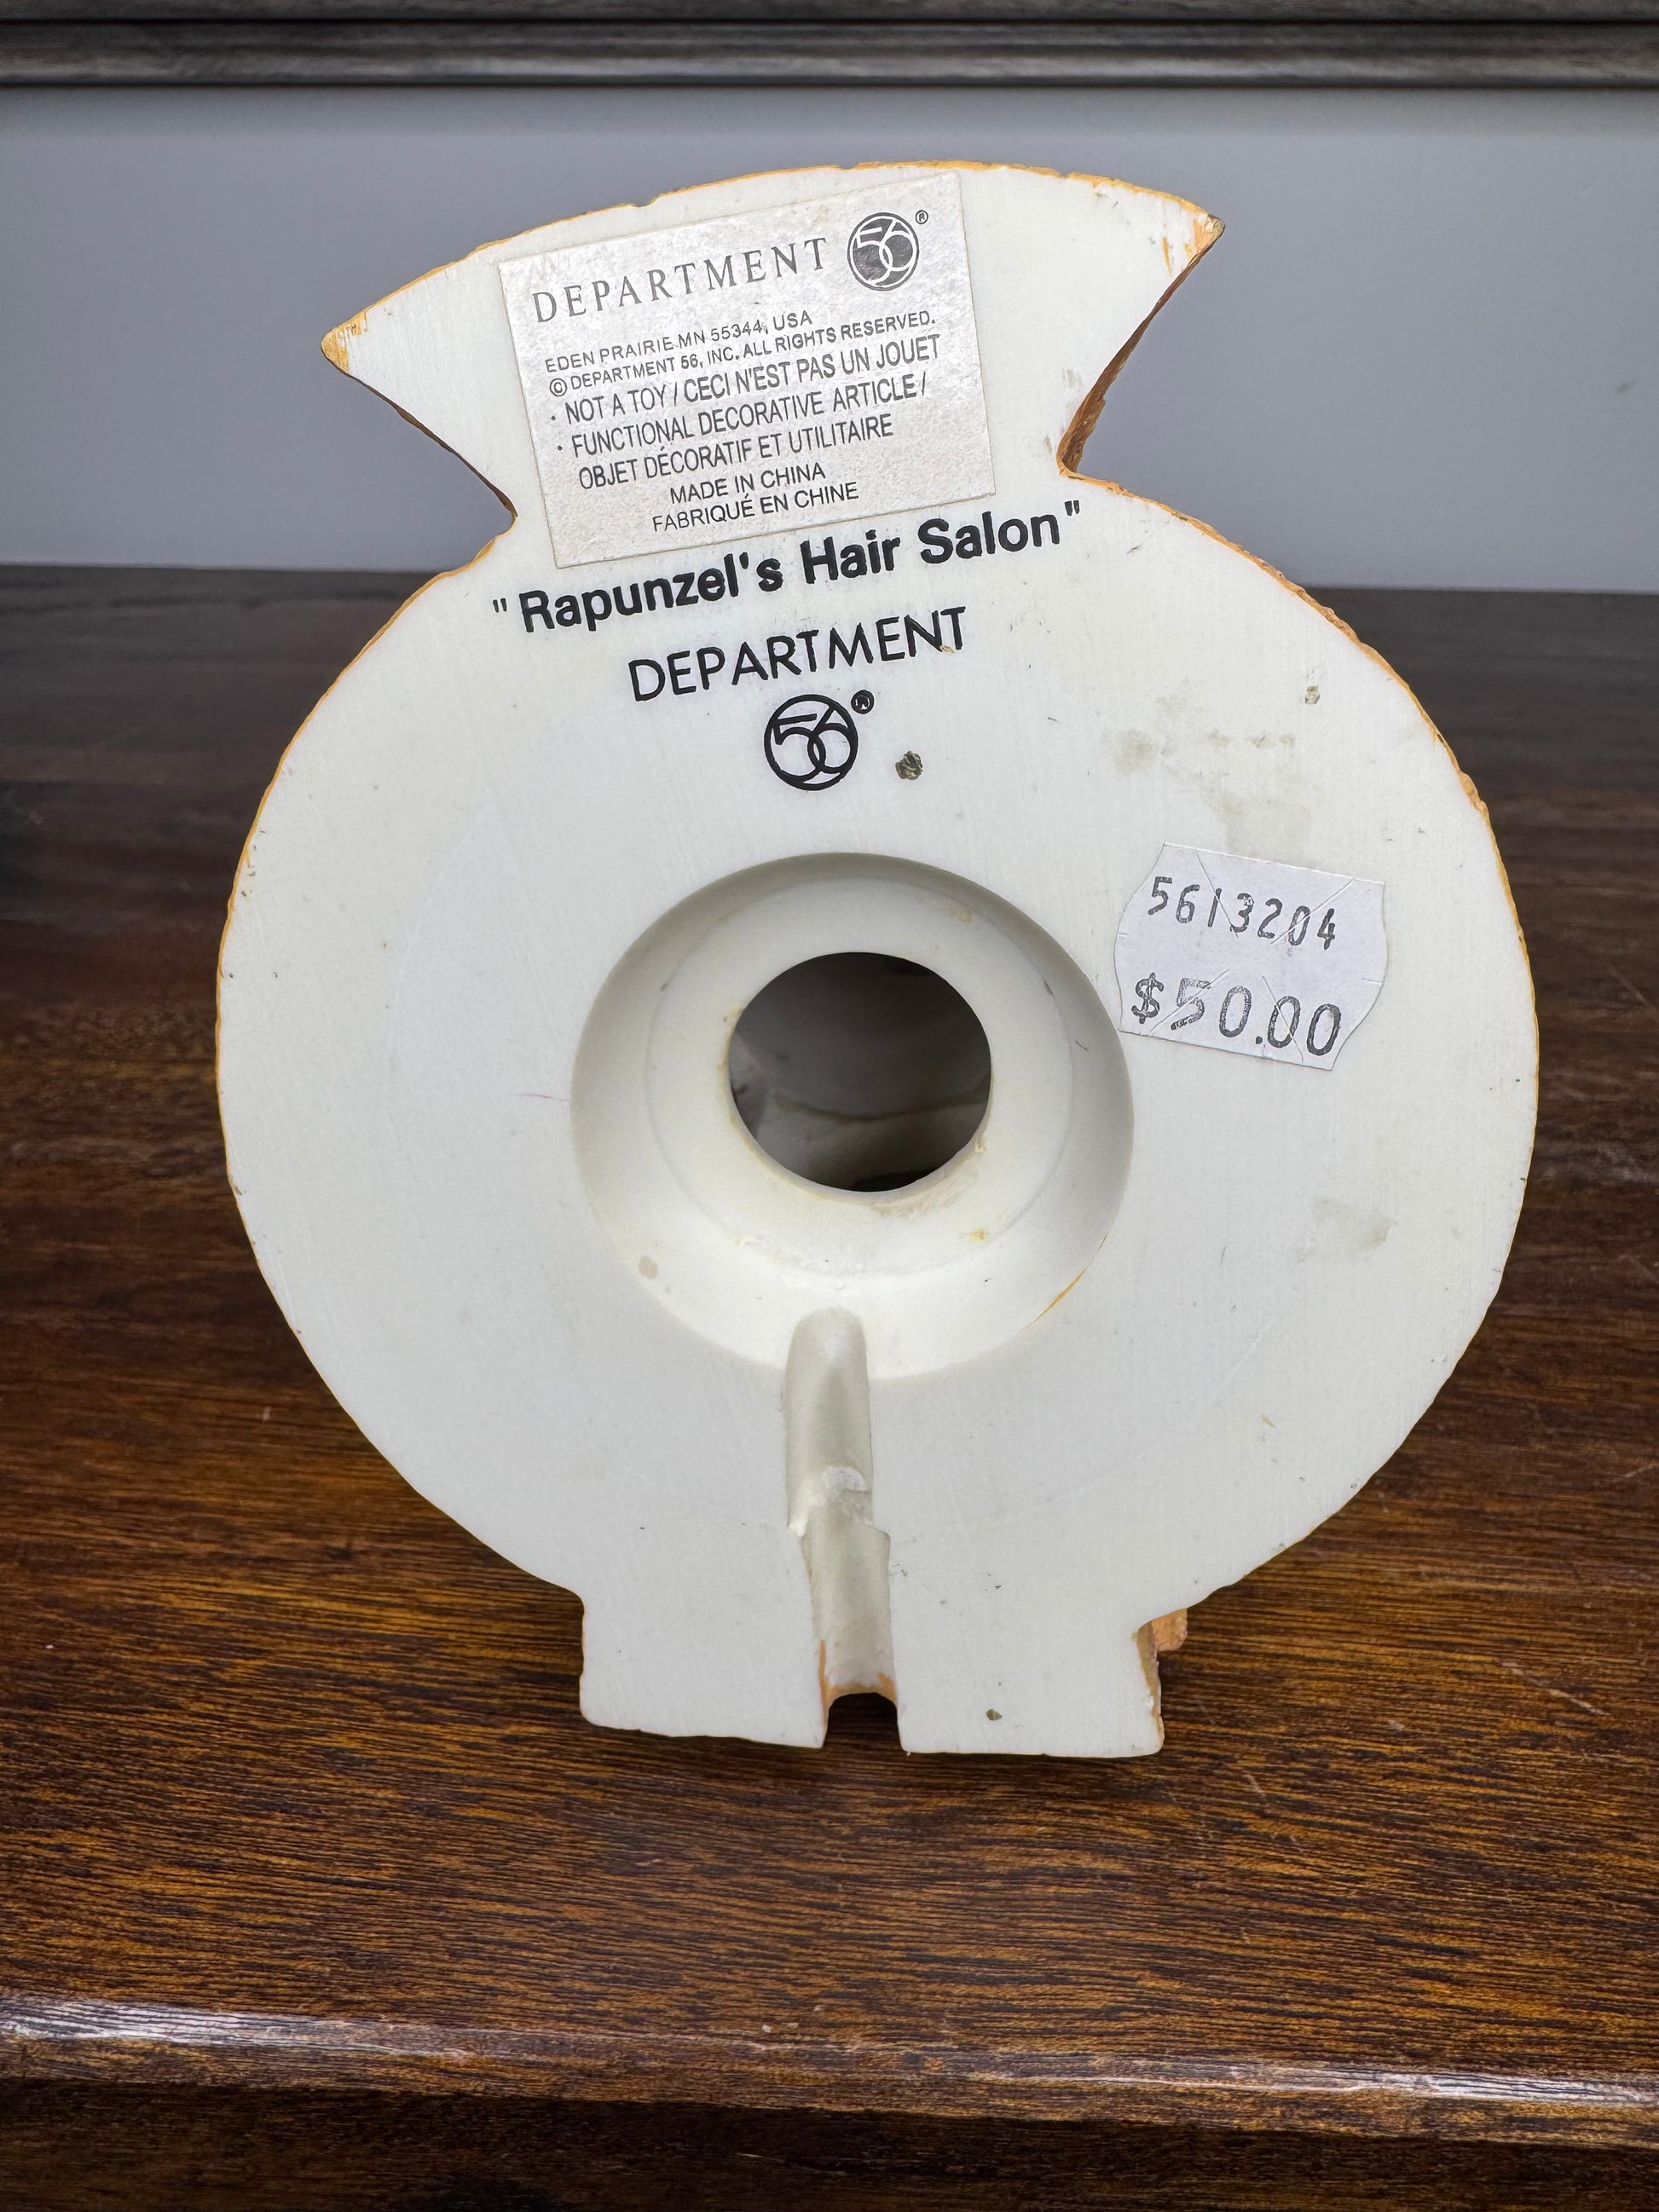 DEPARTMENT 56®
EDEN PRAIRIE MN 55344, USA
© DEPARTMENT 56, INC. ALL RIGHTS RESERVED.
· NOT A TOY / CECI N'EST PAS UN JOUET
· FUNCTIONAL DECORATIVE ARTICLE /
OBJET DÉCORATIF ET UTILITAIRE
MADE IN CHINA
FABRIQUÉ EN CHINE
"Rapunzel's Hair Salon"
DEPARTMENT
56®
5613204
$50.00